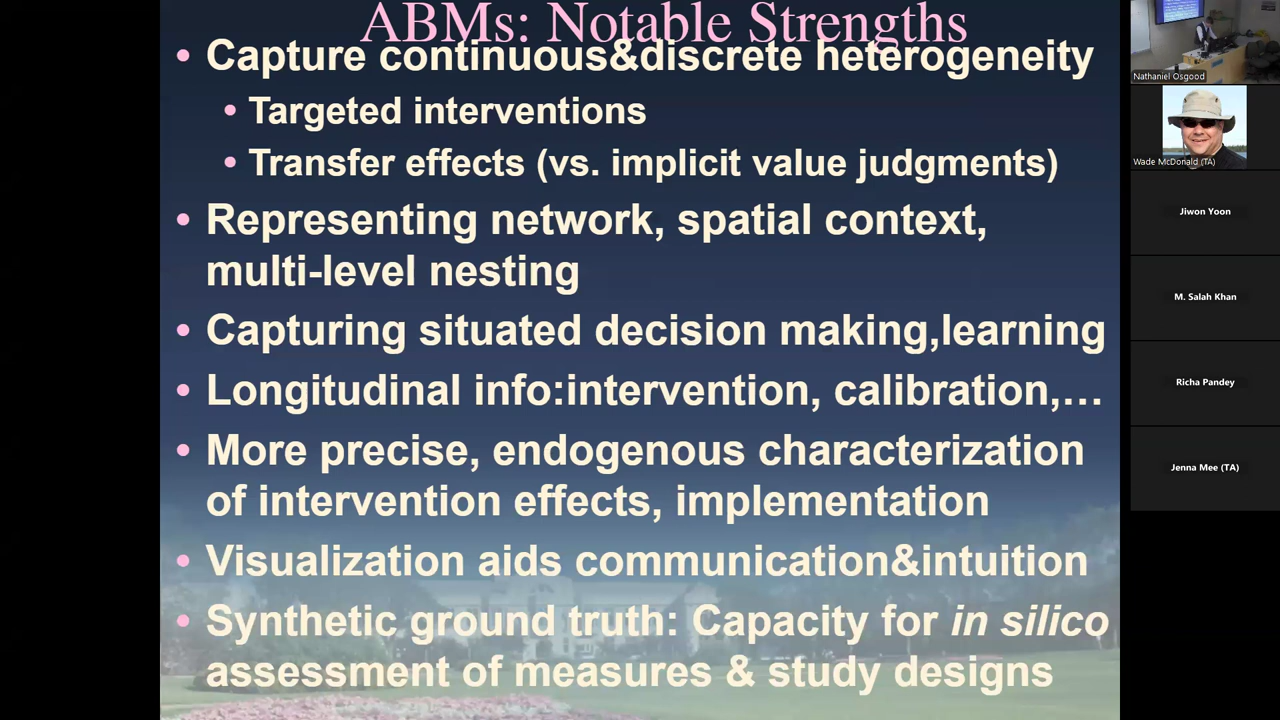 ABMs: Notable Strengths
• Capture continuous&discrete heterogeneity
• Targeted interventions
• Transfer effects (vs. implicit value judgments)
• Representing network, spatial context,
multi-level nesting
• Capturing situated decision making,learning
• Longitudinal info:intervention, calibration,…
• More precise, endogenous characterization
of intervention effects, implementation
• Visualization aids communication&intuition
• Synthetic ground truth: Capacity for in silico
assessment of measures & study designs
Nathaniel Osgood
Wade McDonald (TA)
Jiwon Yoon
M. Salah Khan
Richa Pandey
Jenna Mee (TA)